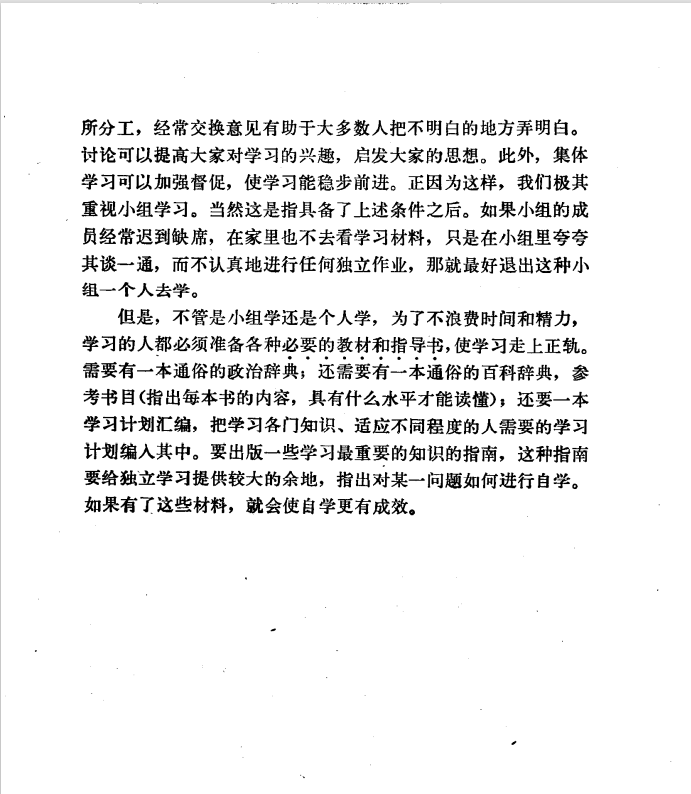 所分工，经常交换意见有助于大多数人把不明白的地方弄明白。
讨论可以提高大家对学习的兴趣，启发大家的思想。此外，集体
学习可以加强督促，使学习能稳步前进。正因为这样，我们极其
重视小组学习。当然这是指具备了上述条件之后。如果小组的成
员经常迟到缺席，在家里也不去看学习材料，只是在小组里夸夸
其谈一通，而不认真地进行任何独立作业，那就最好退出这种小
组一个人去学。
但是，不管是小组学还是个人学，为了不浪费时间和精力，
学习的人都必须准备各种必要的教材和指导书，使学习走上正轨。
需要有一本通俗的政治辞典；还需要有一本通俗的百科辞典，参
考书目(指出每本书的内容，具有什么水平才能读懂)；还要一本
学习计划汇编，把学习各门知识、适应不同程度的人需要的学习
计划编入其中。要出版一些学习最重要的知识的指南，这种指南
要给独立学习提供较大的余地，指出对某一问题如何进行自学。
如果有了这些材料，就会使自学更有成效。